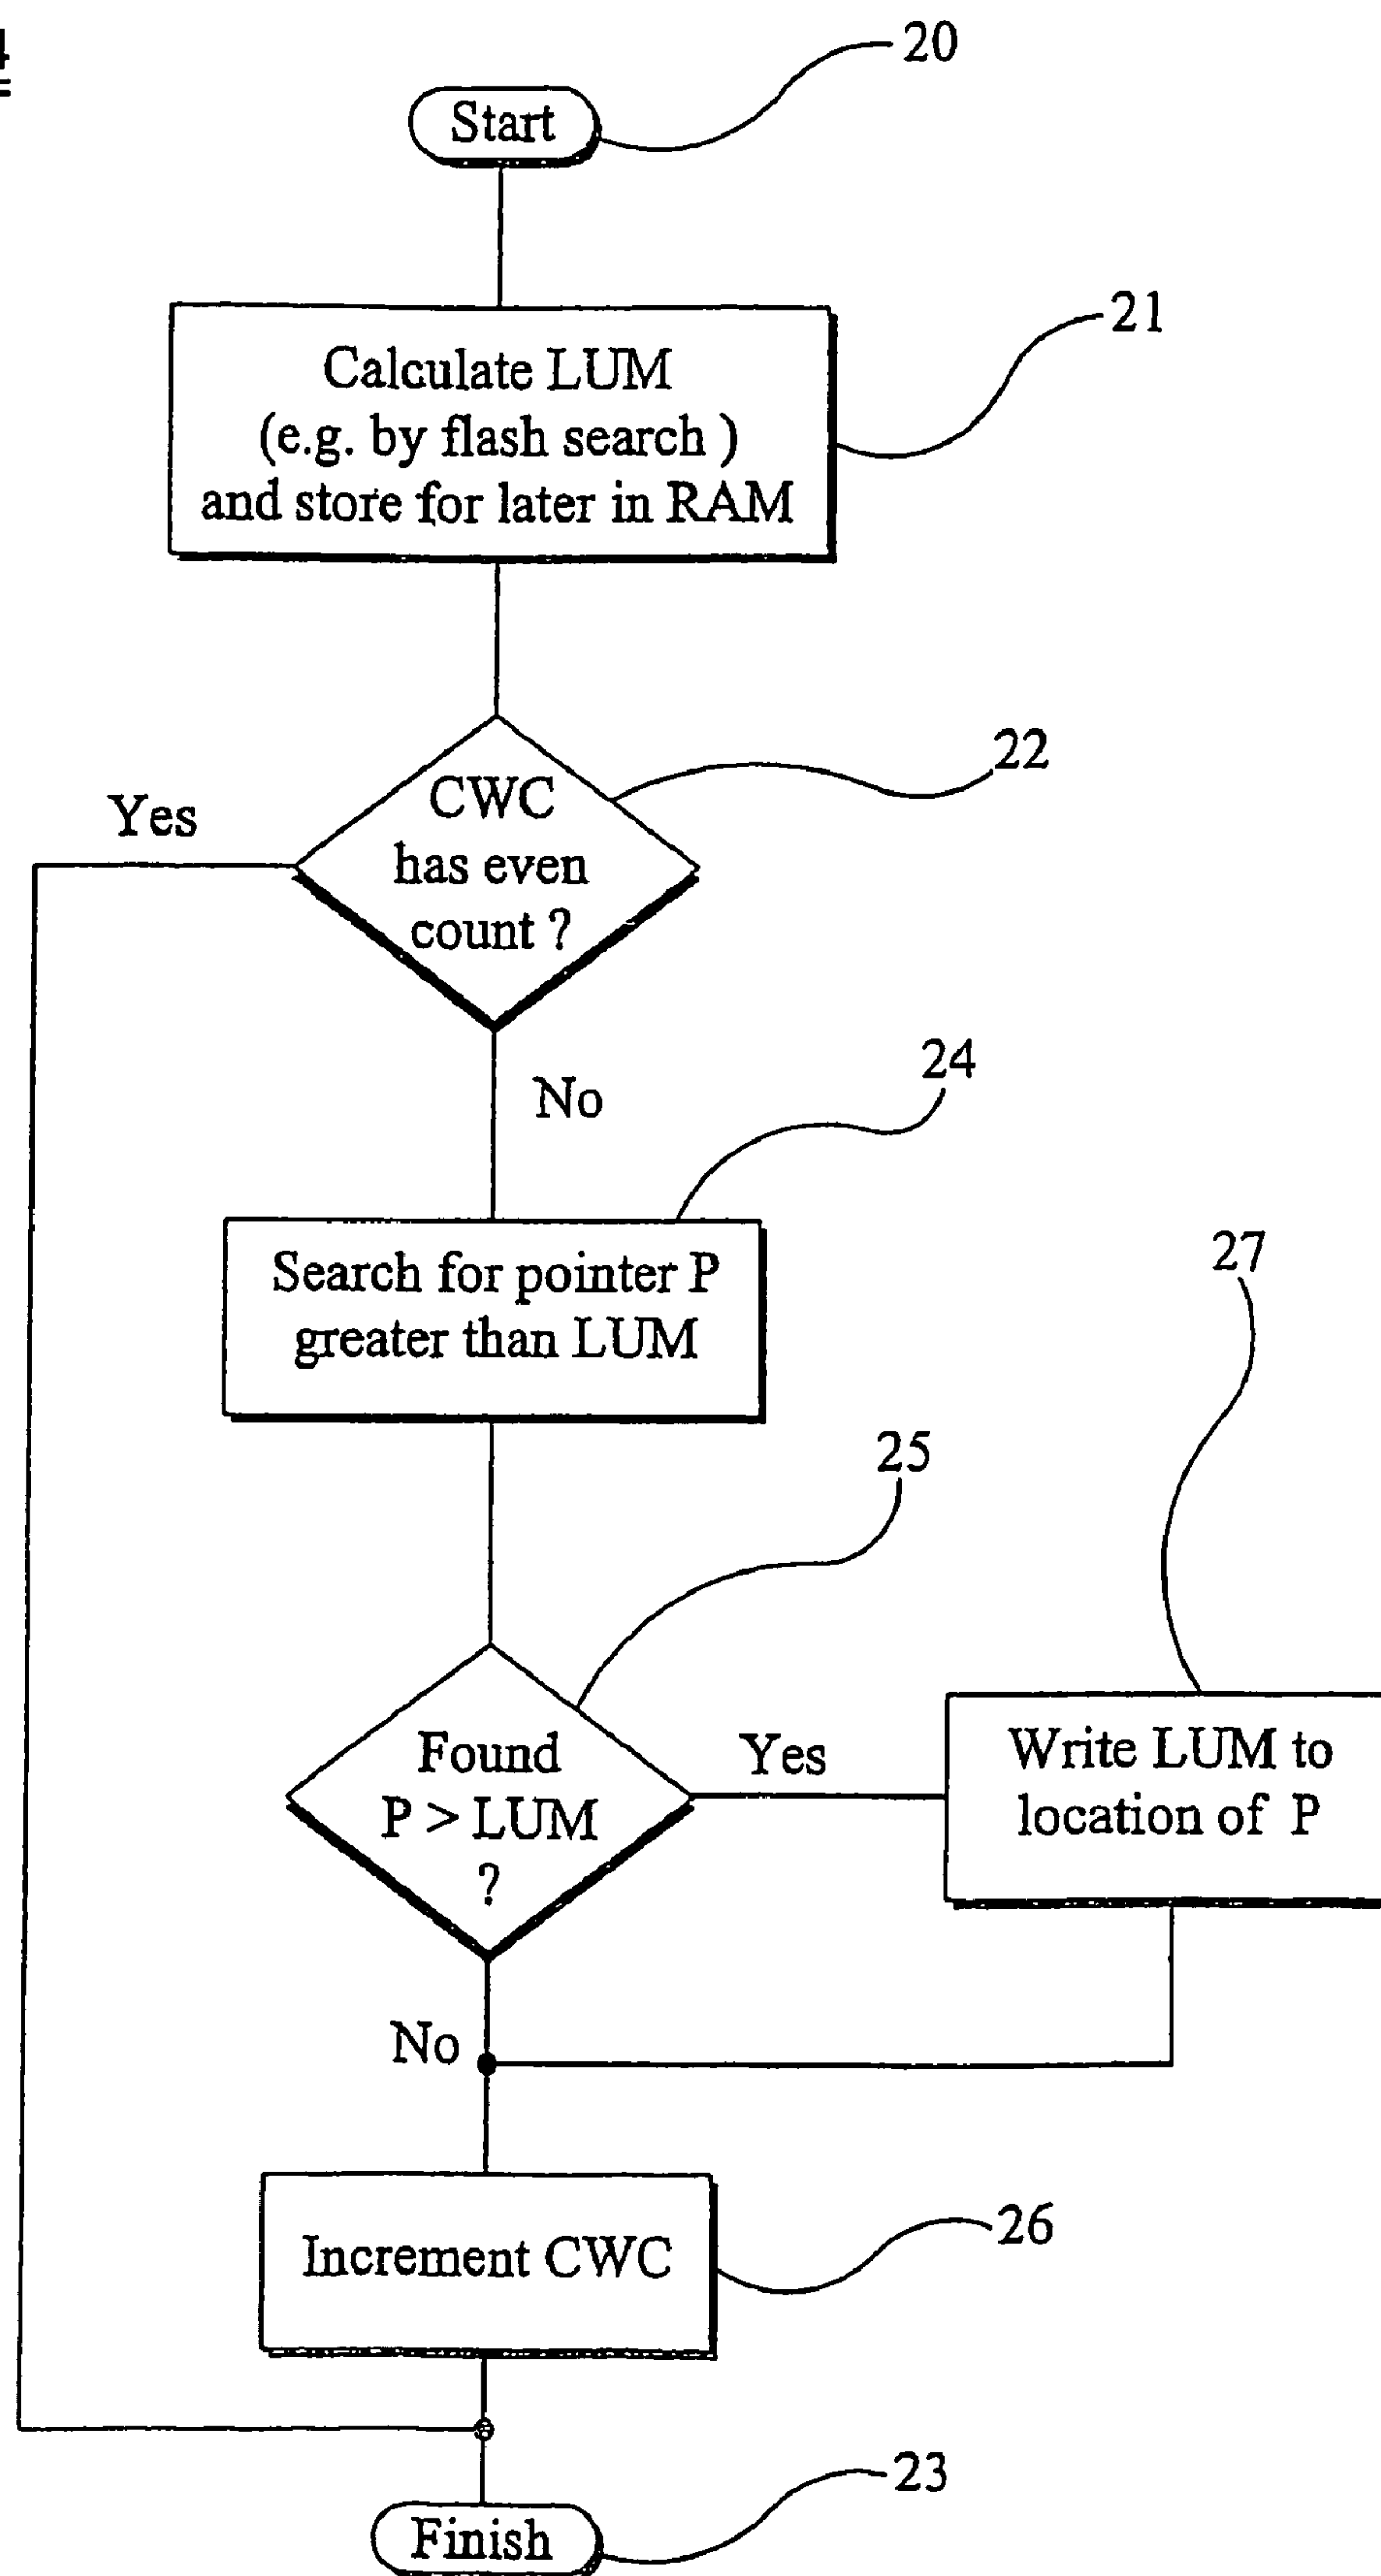 4
20
Start
21
Calculate LUM
(e.g. by flash search )
and store for later in RAM
22
Yes
CWC
has even
count ?
24
No
Search for pointer P
greater than LUM
27
25
Found
P > LUM
?
Yes
Write LUM to
location of P
No
Increment CWC
26
23
Finish